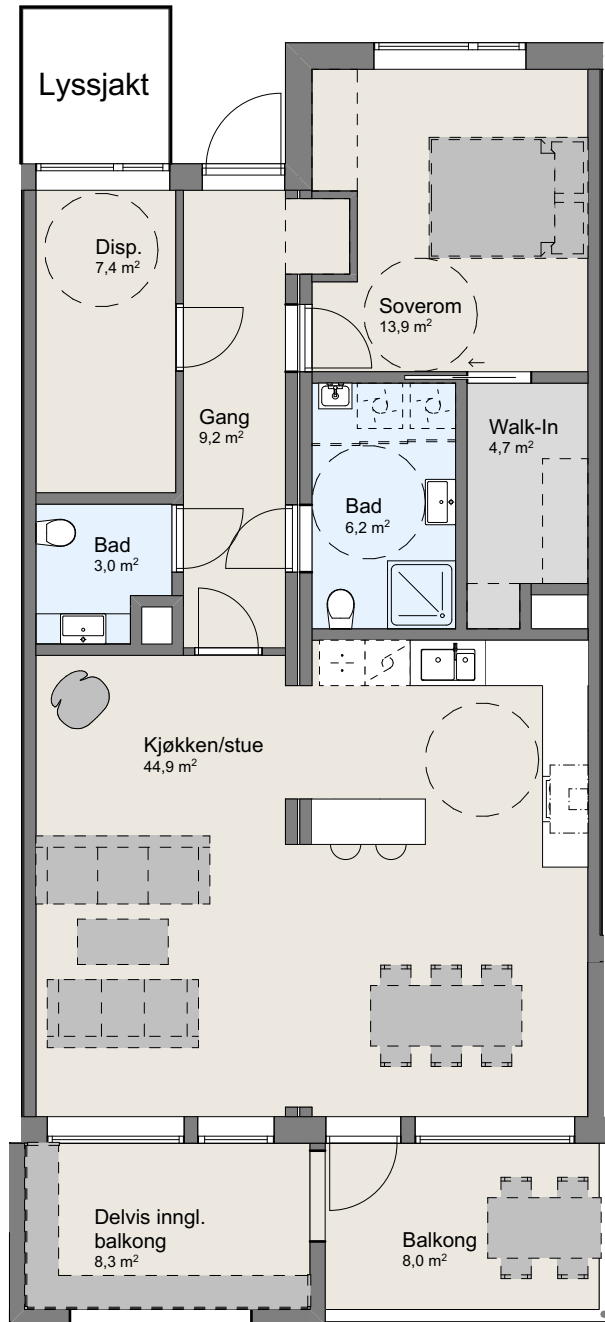 Lyssjakt
Disp.
7,4 m²
Soverom
13,9 m²
Gang
9,2 m²
Walk-In
4,7 m²
Bad
6,2 m²
Bad
3,0 m²
Kjøkken/stue
44,9 m²
Delvis inngl.
balkong
8,3 m²
Balkong
8,0 m²